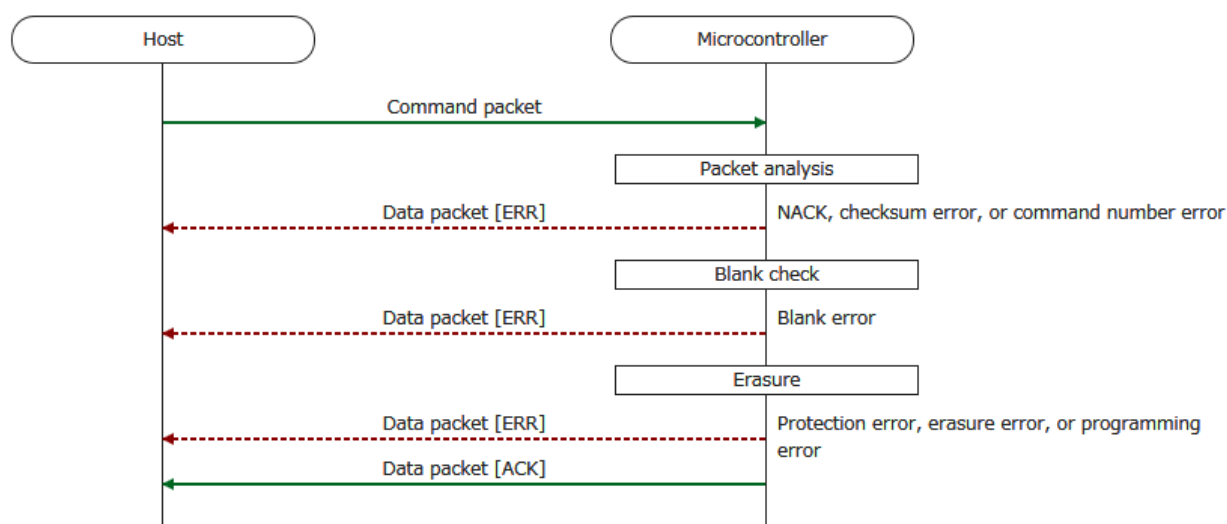 Host
Microcontroller
Command packet
Packet analysis
Data packet [ERR]
NACK, checksum error, or command number error
Blank check
Data packet [ERR]
Blank error
Erasure
Data packet [ERR]
Protection error, erasure error, or programming
error
Data packet [ACK]